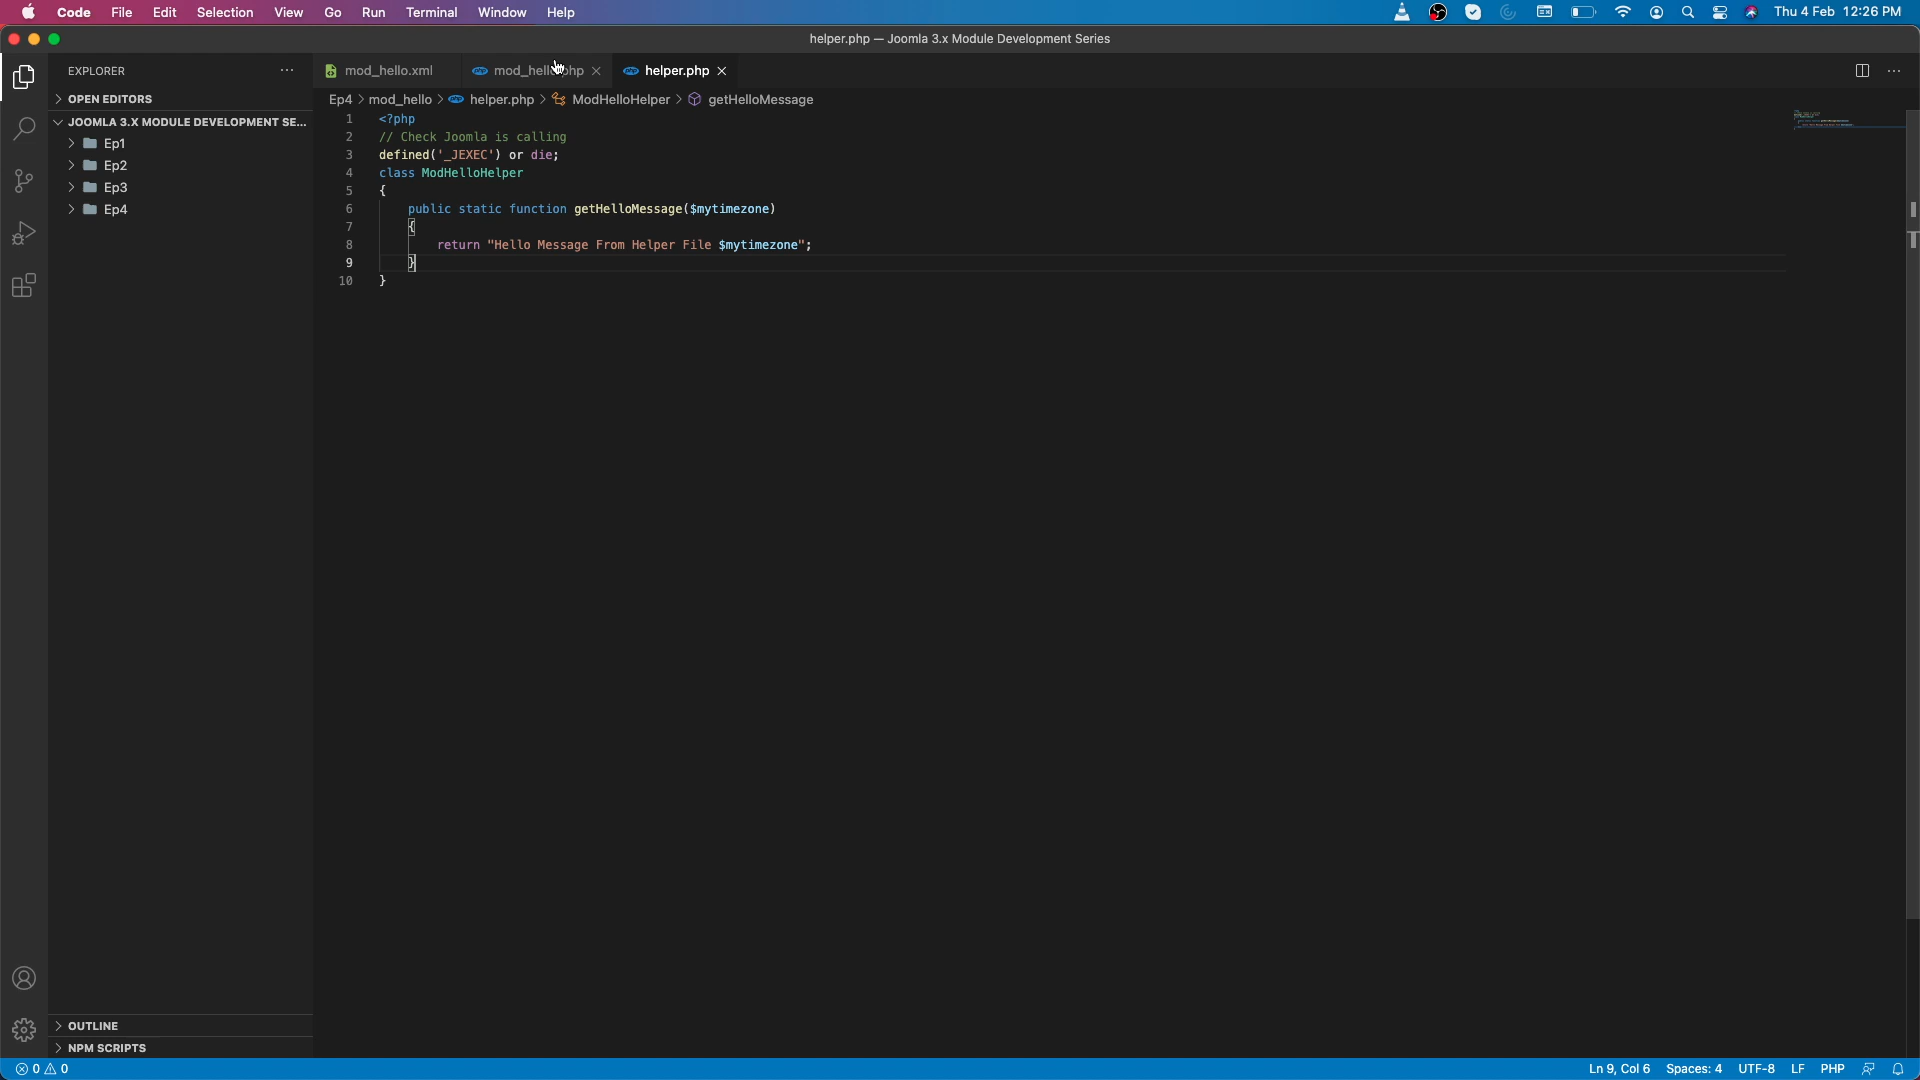 Code File Edit Selection View Go Run Terminal Window Help Thu 4 Feb 12:26 PM
helper.php — Joomla 3.x Module Development Series
EXPLORER
mod_hello.xml
php helper.php
OPEN EDITORS
Ep4 > mod_hello > helper.php > ModHelloHelper > getHelloMessage
JOOMLA 3.X MODULE DEVELOPMENT SE...
Ep1
Ep2
Ep3
Ep4
1 <?php
2 // Check Joomla is calling
3 defined('_JEXEC') or die;
4 class ModHelloHelper
5 {
6 public static function getHelloMessage($mytimezone)
7 {
8 return "Hello Message From Helper File $mytimezone";
9 }
10 }
OUTLINE
NPM SCRIPTS
0 0 Ln 9, Col 6 Spaces: 4 UTF-8 LF PHP